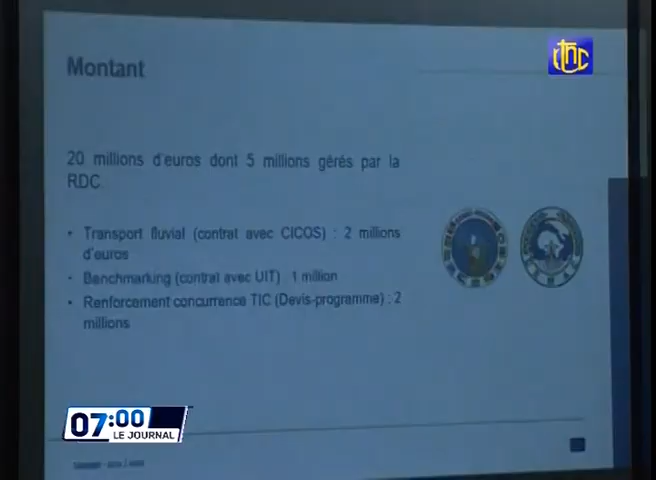 Montant
rtnc
20 millions d'euros dont 5 millions gérés par la
RDC.
• Transport fluvial (contrat avec CICOS) : 2 millions
d'euros
• Benchmarking (contrat avec UIT) : 1 million
• Renforcement concurrence TIC (Devis-programme) : 2
millions
07:00
LE JOURNAL